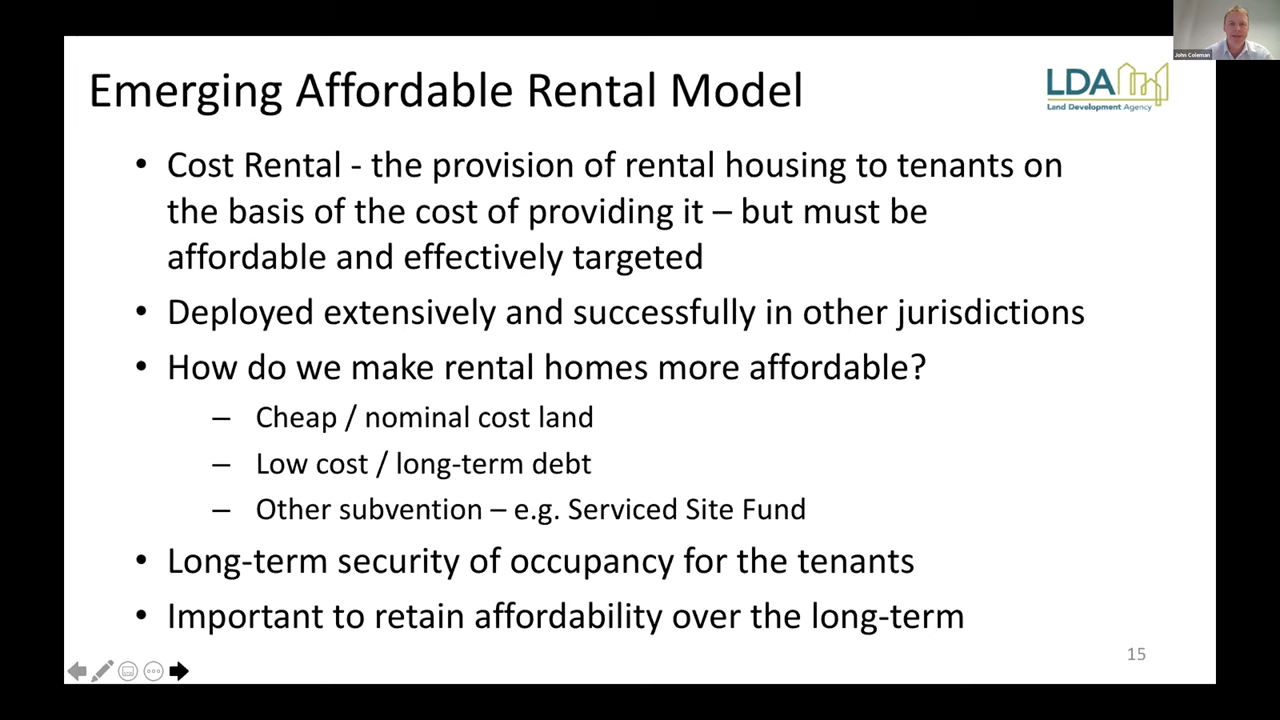 John Coleman
Emerging Affordable Rental Model
LDA
Land Development Agency
• Cost Rental - the provision of rental housing to tenants on
the basis of the cost of providing it – but must be
affordable and effectively targeted
• Deployed extensively and successfully in other jurisdictions
• How do we make rental homes more affordable?
– Cheap / nominal cost land
– Low cost / long-term debt
– Other subvention – e.g. Serviced Site Fund
• Long-term security of occupancy for the tenants
• Important to retain affordability over the long-term
15